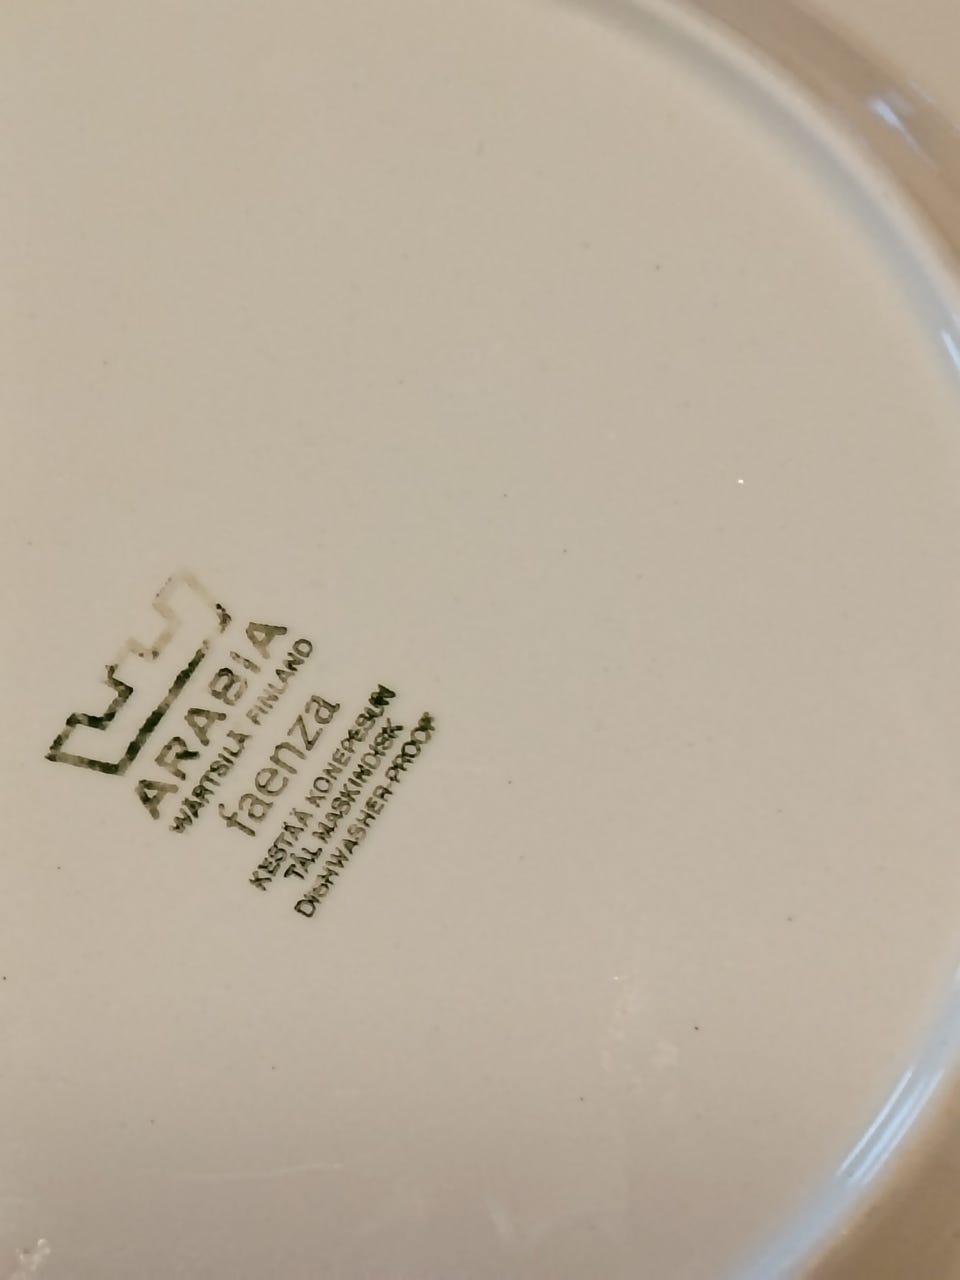 ARABIA
WÄRTSILÄ FINLAND
faenza
KESTÄÄ KONEPESUN
TÅL MASKINDISK
DISHWASHER-PROOF